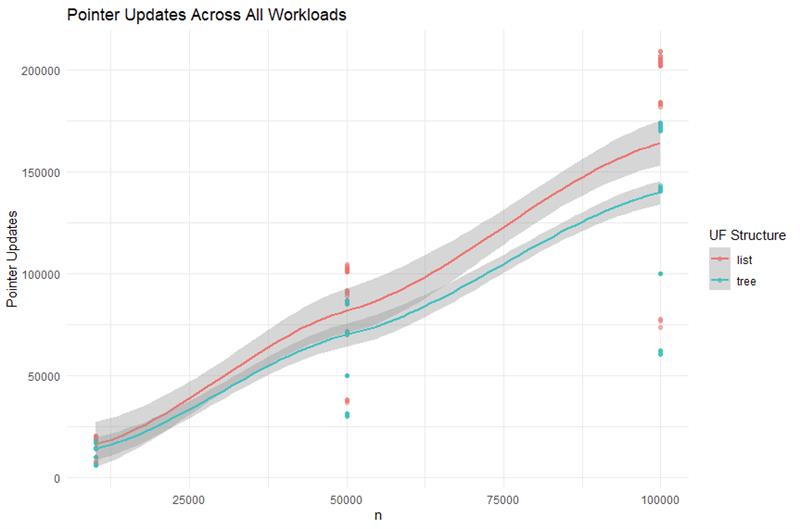 Pointer Updates Across All Workloads
200000
150000
100000
50000
0
Pointer Updates
25000
50000
75000
100000
n
UF Structure
list
tree